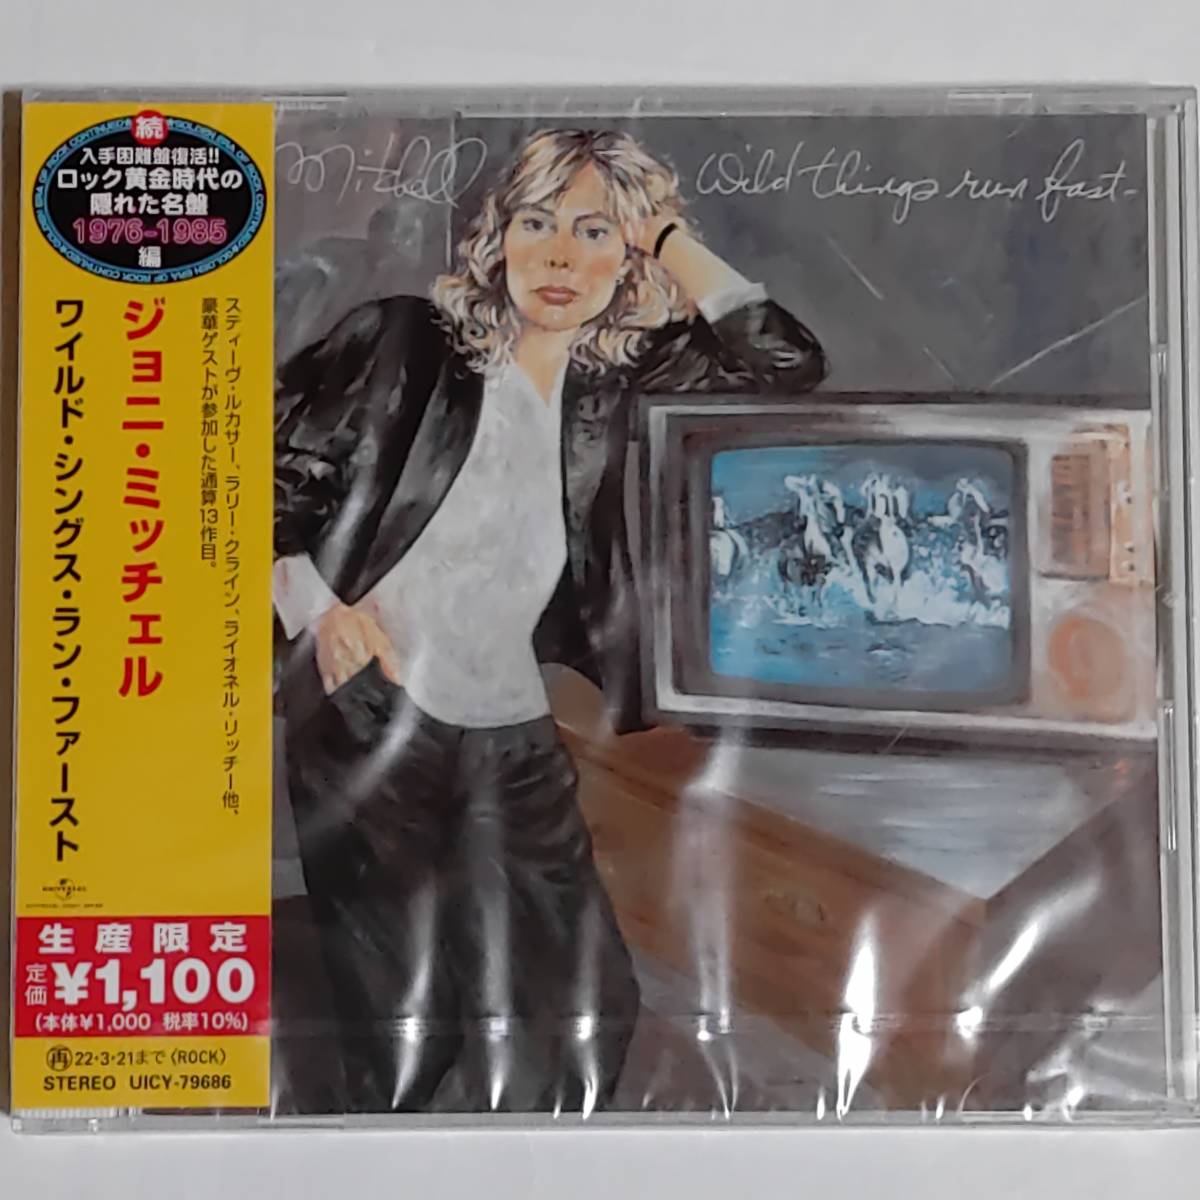 続
GOLDEN ERA OF ROCK CONTINUED
入手困難盤復活!!
ロック黄金時代の
隠れた名盤
1976-1985
編
スティーヴ・ルカサー、ラリー・クライン、ライオネル・リッチー他、
豪華ゲストが参加した通算13作目。
ジョニ・ミッチェル
ワイルド・シングス・ラン・ファースト
UNIVERSAL
生産限定
定価 ¥1,100
(本体¥1,000 税率10%)
再 22・3・21まで〈ROCK〉
STEREO UICY-79686
Mitchell
Wild things run fast-